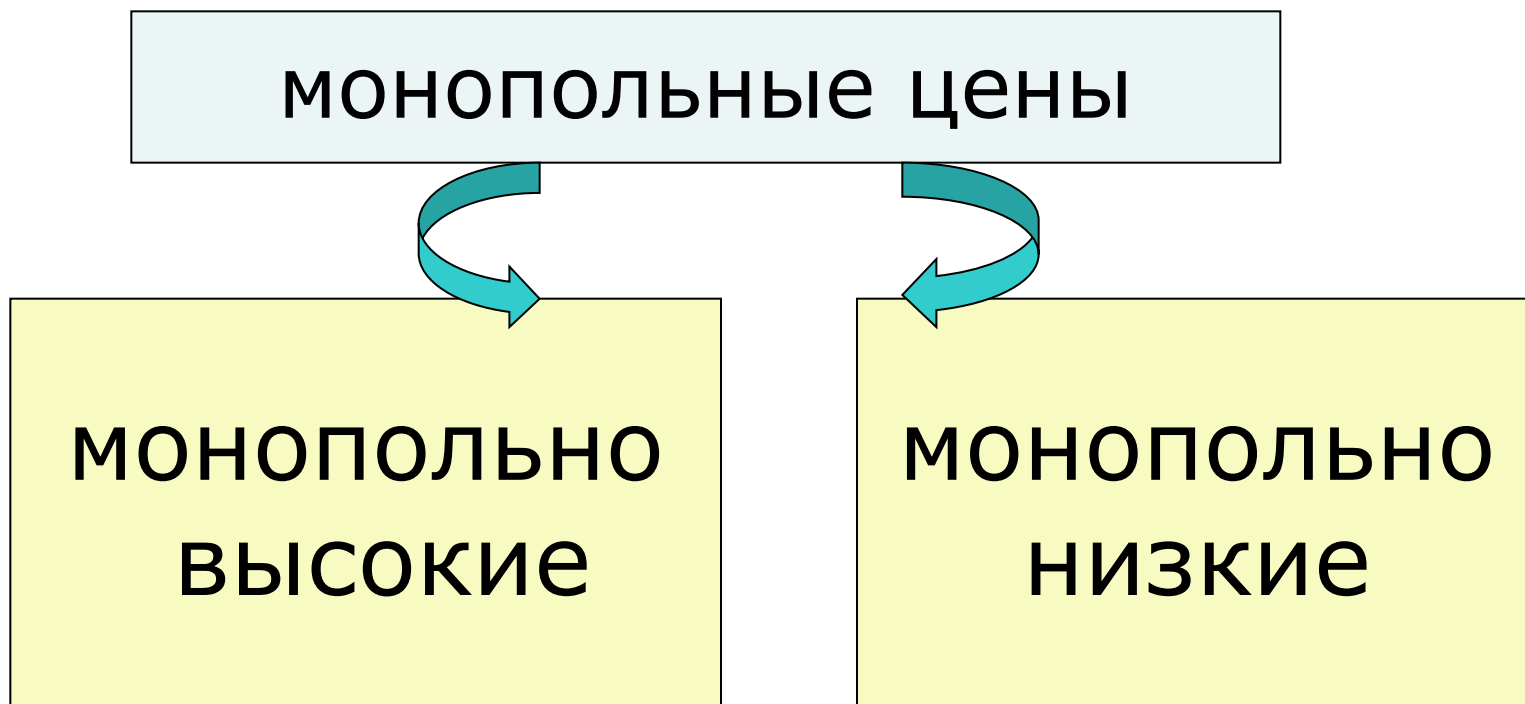 монопольные цены
монопольно
высокие
монопольно
низкие